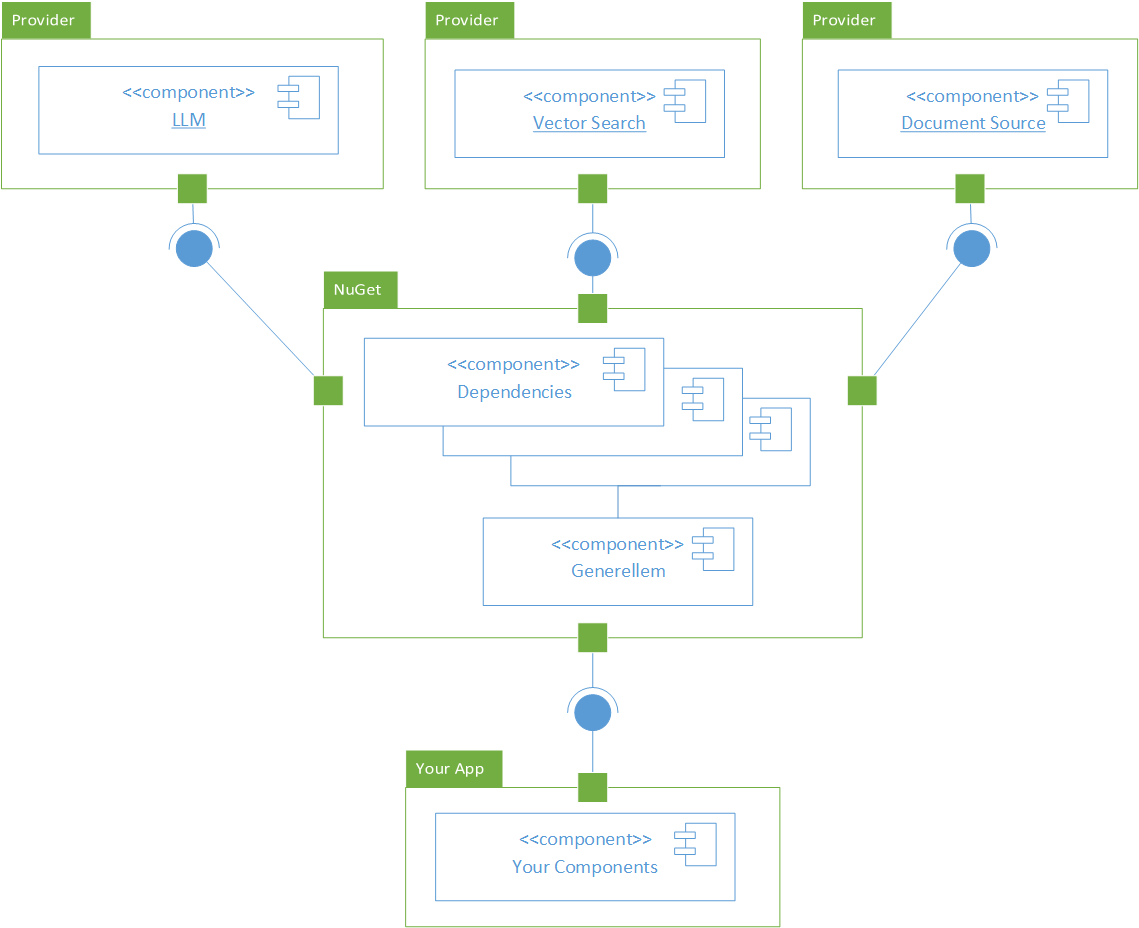 Provider
<<component>>
LLM
Provider
<<component>>
Vector Search
Provider
<<component>>
Document Source
NuGet
<<component>>
Dependencies
<<component>>
Generellem
Your App
<<component>>
Your Components